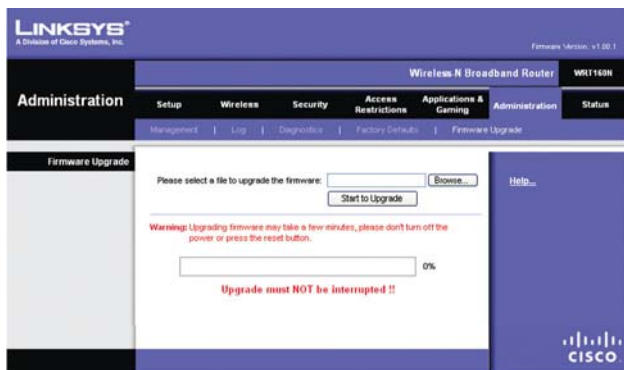 LINKSYS®
A Division of Cisco Systems, Inc.
Firmware Version: v1.00.1
Wireless-N Broadband Router WRT160N
Administration
Setup Wireless Security Access Restrictions Applications & Gaming Administration Status
Management | Log | Diagnostics | Factory Defaults | Firmware Upgrade
Firmware Upgrade
Please select a file to upgrade the firmware: Browse...
Start to Upgrade
Help...
Warning: Upgrading firmware may take a few minutes, please don't turn off the
power or press the reset button.
0%
Upgrade must NOT be interrupted !!
CISCO